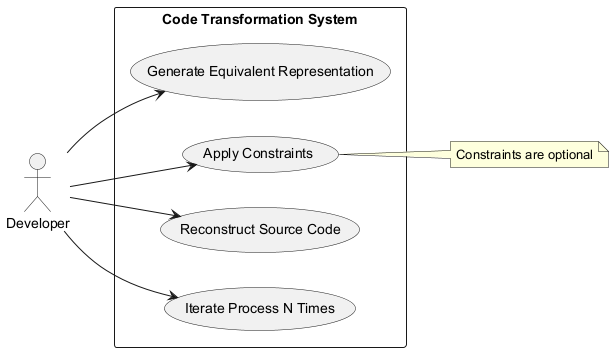 Code Transformation System
Generate Equivalent Representation
Apply Constraints
Constraints are optional
Developer
Reconstruct Source Code
Iterate Process N Times